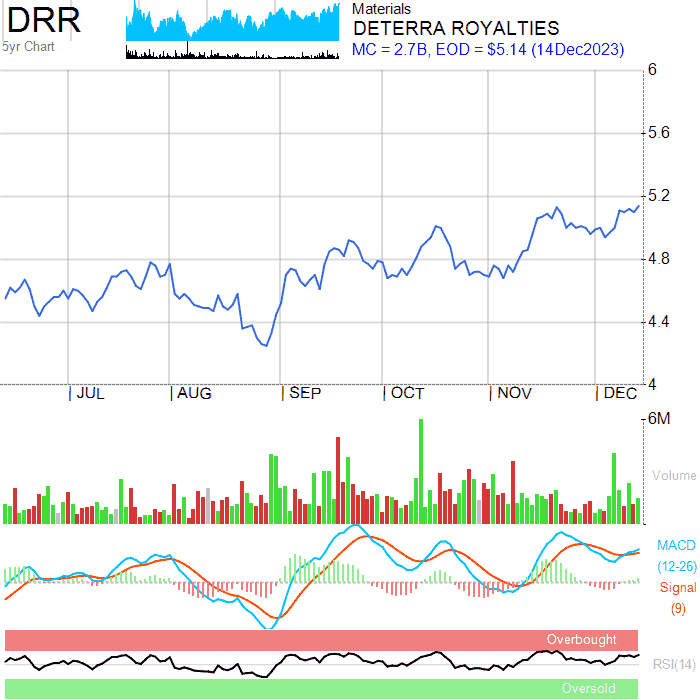 DRR
5yr Chart
Materials
DETERRA ROYALTIES
MC = 2.7B, EOD = $5.14 (14Dec2023)
6
5.6
5.2
4.8
4.4
4
| JUL | AUG | SEP | OCT | NOV | DEC
6M
Volume
MACD
(12-26)
Signal
(9)
Overbought
RSI(14)
Oversold